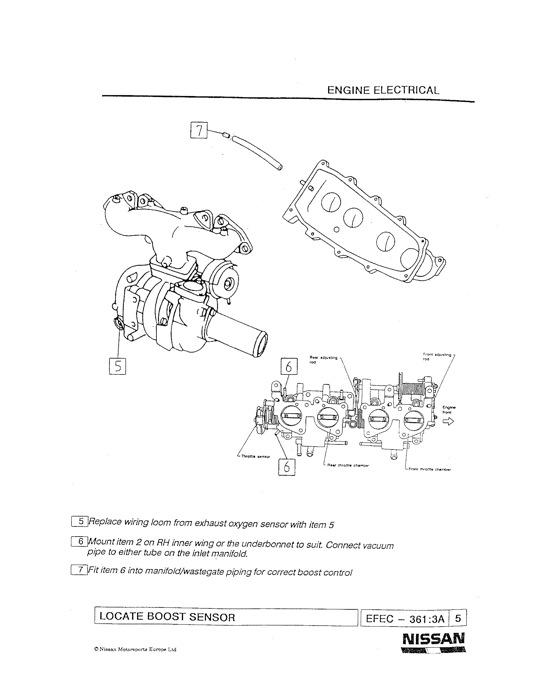 ENGINE ELECTRICAL
7
5
6
Rear adjusting
rod
Front adjusting
rod
Engine
front
Throttle sensor
Rear throttle chamber
Front throttle chamber
6
5 Replace wiring loom from exhaust oxygen sensor with item 5
6 Mount item 2 on RH inner wing or the underbonnet to suit. Connect vacuum
pipe to either tube on the inlet manifold.
7 Fit item 6 into manifold/wastegate piping for correct boost control
LOCATE BOOST SENSOR
EFEC - 361:3A 5
© Nissan Motorsports Europe Ltd
NISSAN